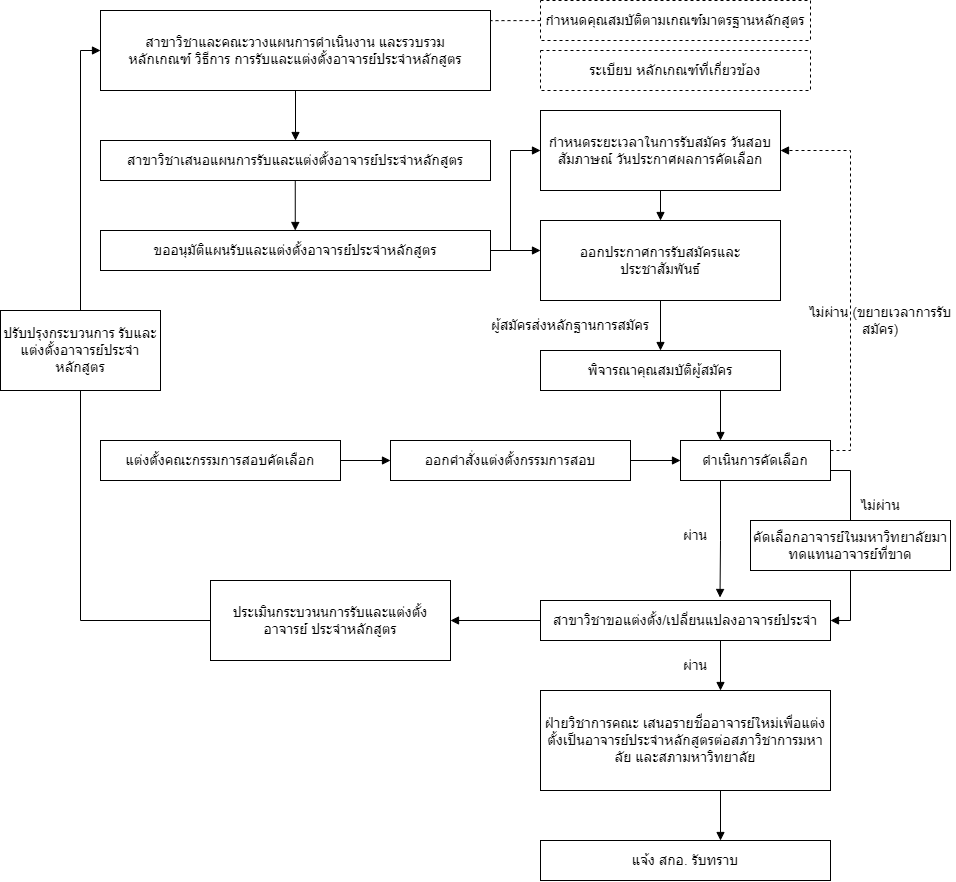 กำหนดคุณสมบัติตามเกณฑ์มาตรฐานหลักสูตร
สาขาวิชาและคณะวางแผนการดำเนินงาน และรวบรวม
หลักเกณฑ์ วิธีการ การรับและแต่งตั้งอาจารย์ประจำหลักสูตร
ระเบียบ หลักเกณฑ์ที่เกี่ยวข้อง
สาขาวิชาเสนอแผนการรับและแต่งตั้งอาจารย์ประจำหลักสูตร
กำหนดระยะเวลาในการรับสมัคร วันสอบ
สัมภาษณ์ วันประกาศผลการคัดเลือก
ขออนุมัติแผนรับและแต่งตั้งอาจารย์ประจำหลักสูตร
ออกประกาศการรับสมัครและ
ประชาสัมพันธ์
ปรับปรุงกระบวนการ รับและ
แต่งตั้งอาจารย์ประจำ
หลักสูตร
ผู้สมัครส่งหลักฐานการสมัคร
ไม่ผ่าน (ขยายเวลาการรับ
สมัคร)
พิจารณาคุณสมบัติผู้สมัคร
แต่งตั้งคณะกรรมการสอบคัดเลือก
ออกคำสั่งแต่งตั้งกรรมการสอบ
ดำเนินการคัดเลือก
ไม่ผ่าน
ผ่าน
คัดเลือกอาจารย์ในมหาวิทยาลัยมา
ทดแทนอาจารย์ที่ขาด
ประเมินกระบวนนการรับและแต่งตั้ง
อาจารย์ ประจำหลักสูตร
สาขาวิชาขอแต่งตั้ง/เปลี่ยนแปลงอาจารย์ประจำ
ผ่าน
ฝ่ายวิชาการคณะ เสนอรายชื่ออาจารย์ใหม่เพื่อแต่ง
ตั้งเป็นอาจารย์ประจำหลักสูตรต่อสภาวิชาการมหา
ลัย และสภามหาวิทยาลัย
แจ้ง สกอ. รับทราบ